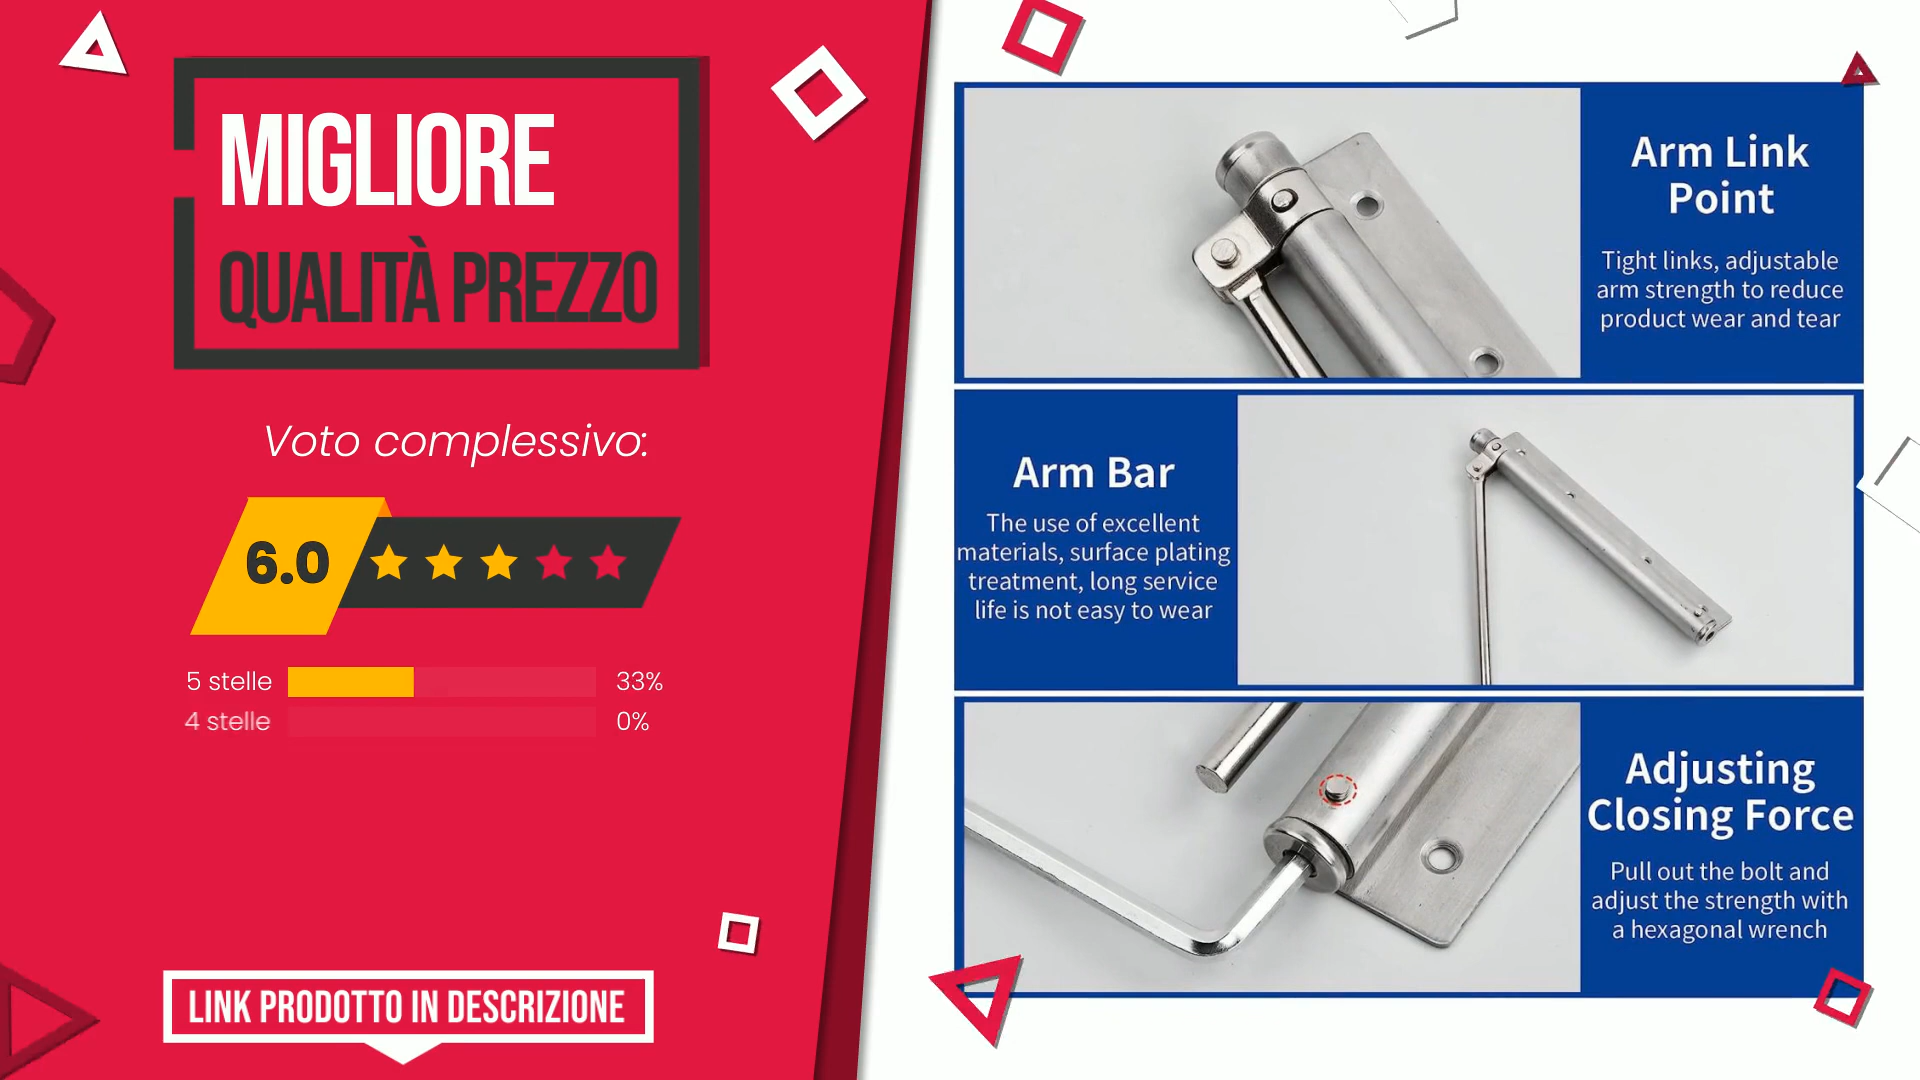 MIGLIORE
QUALITÀ PREZZO
Voto complessivo:
6.0
5 stelle 33%
4 stelle 0%
LINK PRODOTTO IN DESCRIZIONE
Arm Link
Point
Tight links, adjustable
arm strength to reduce
product wear and tear
Arm Bar
The use of excellent
materials, surface plating
treatment, long service
life is not easy to wear
Adjusting
Closing Force
Pull out the bolt and
adjust the strength with
a hexagonal wrench